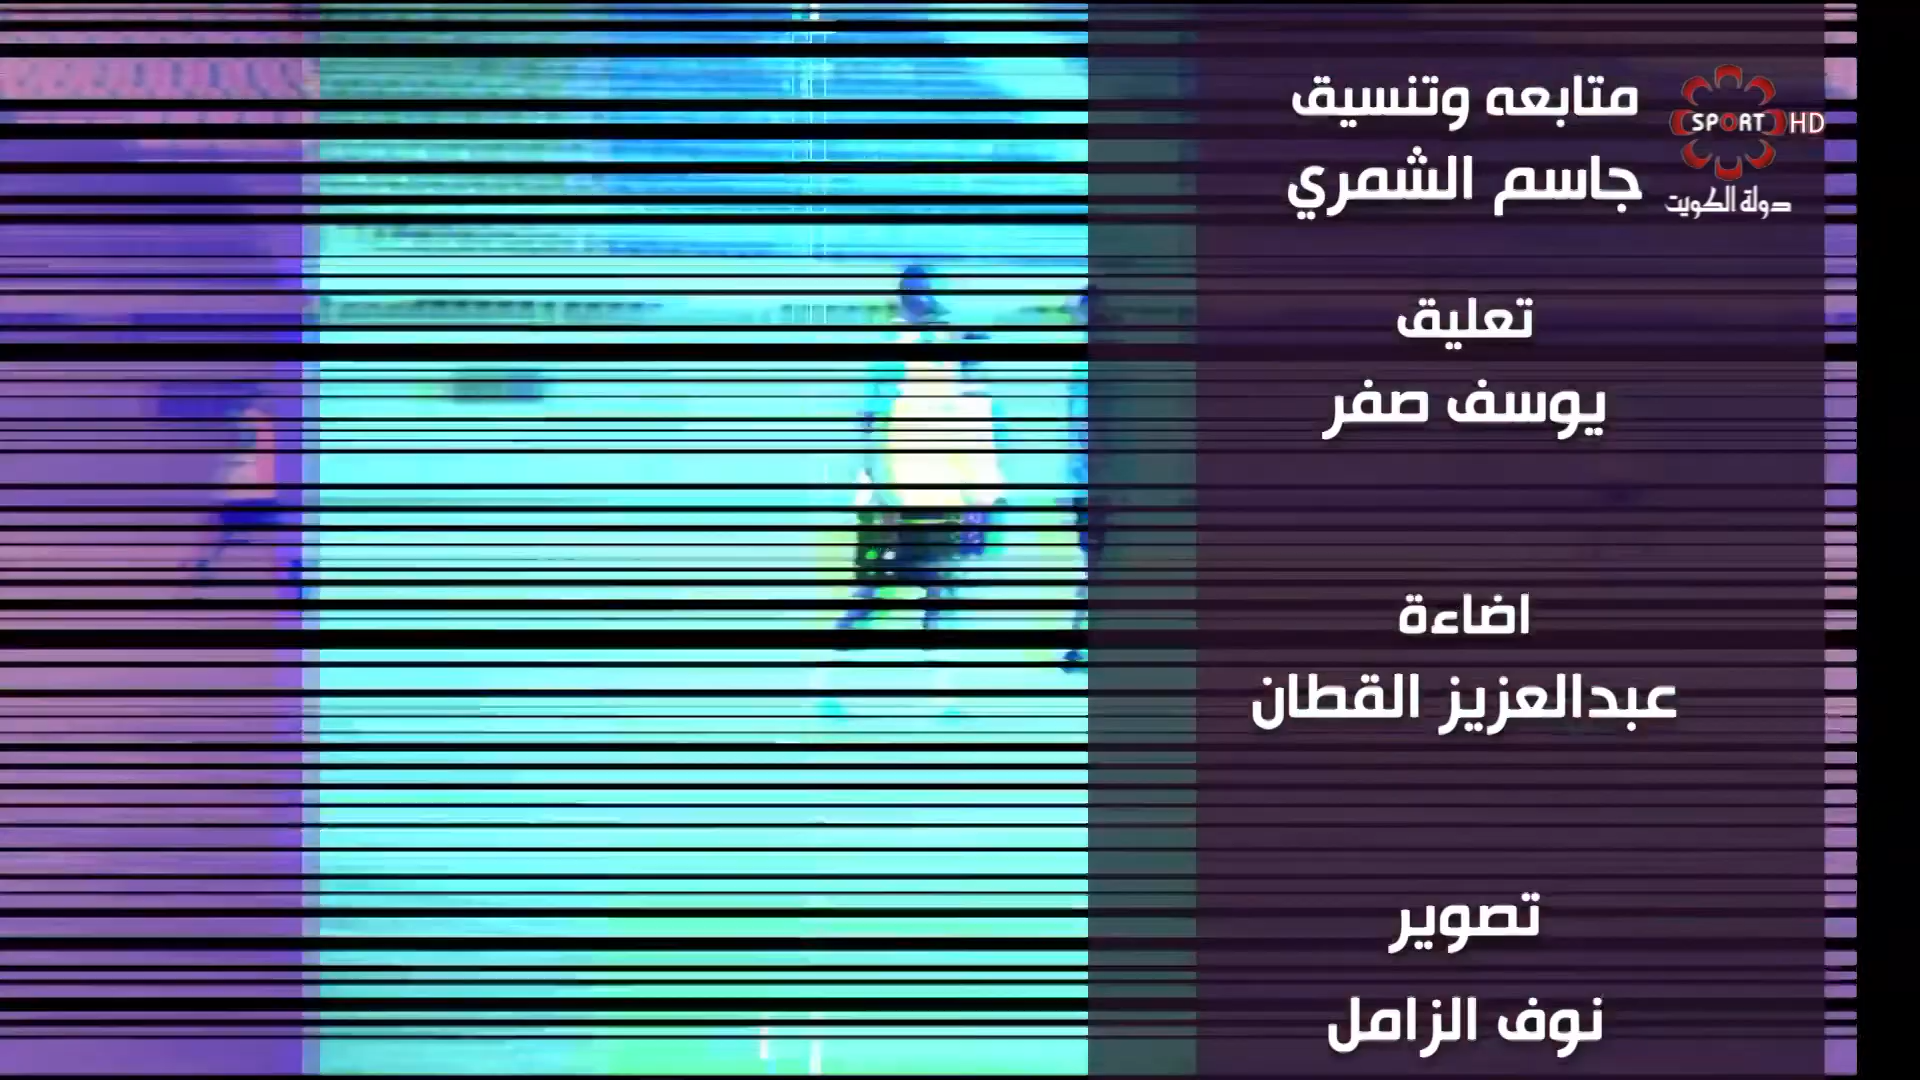 متابعه وتنسيق
جاسم الشمري
SPORT HD
دولة الكويت
تعليق
يوسف صفر
اضاءة
عبدالعزيز القطان
تصوير
نوف الزامل